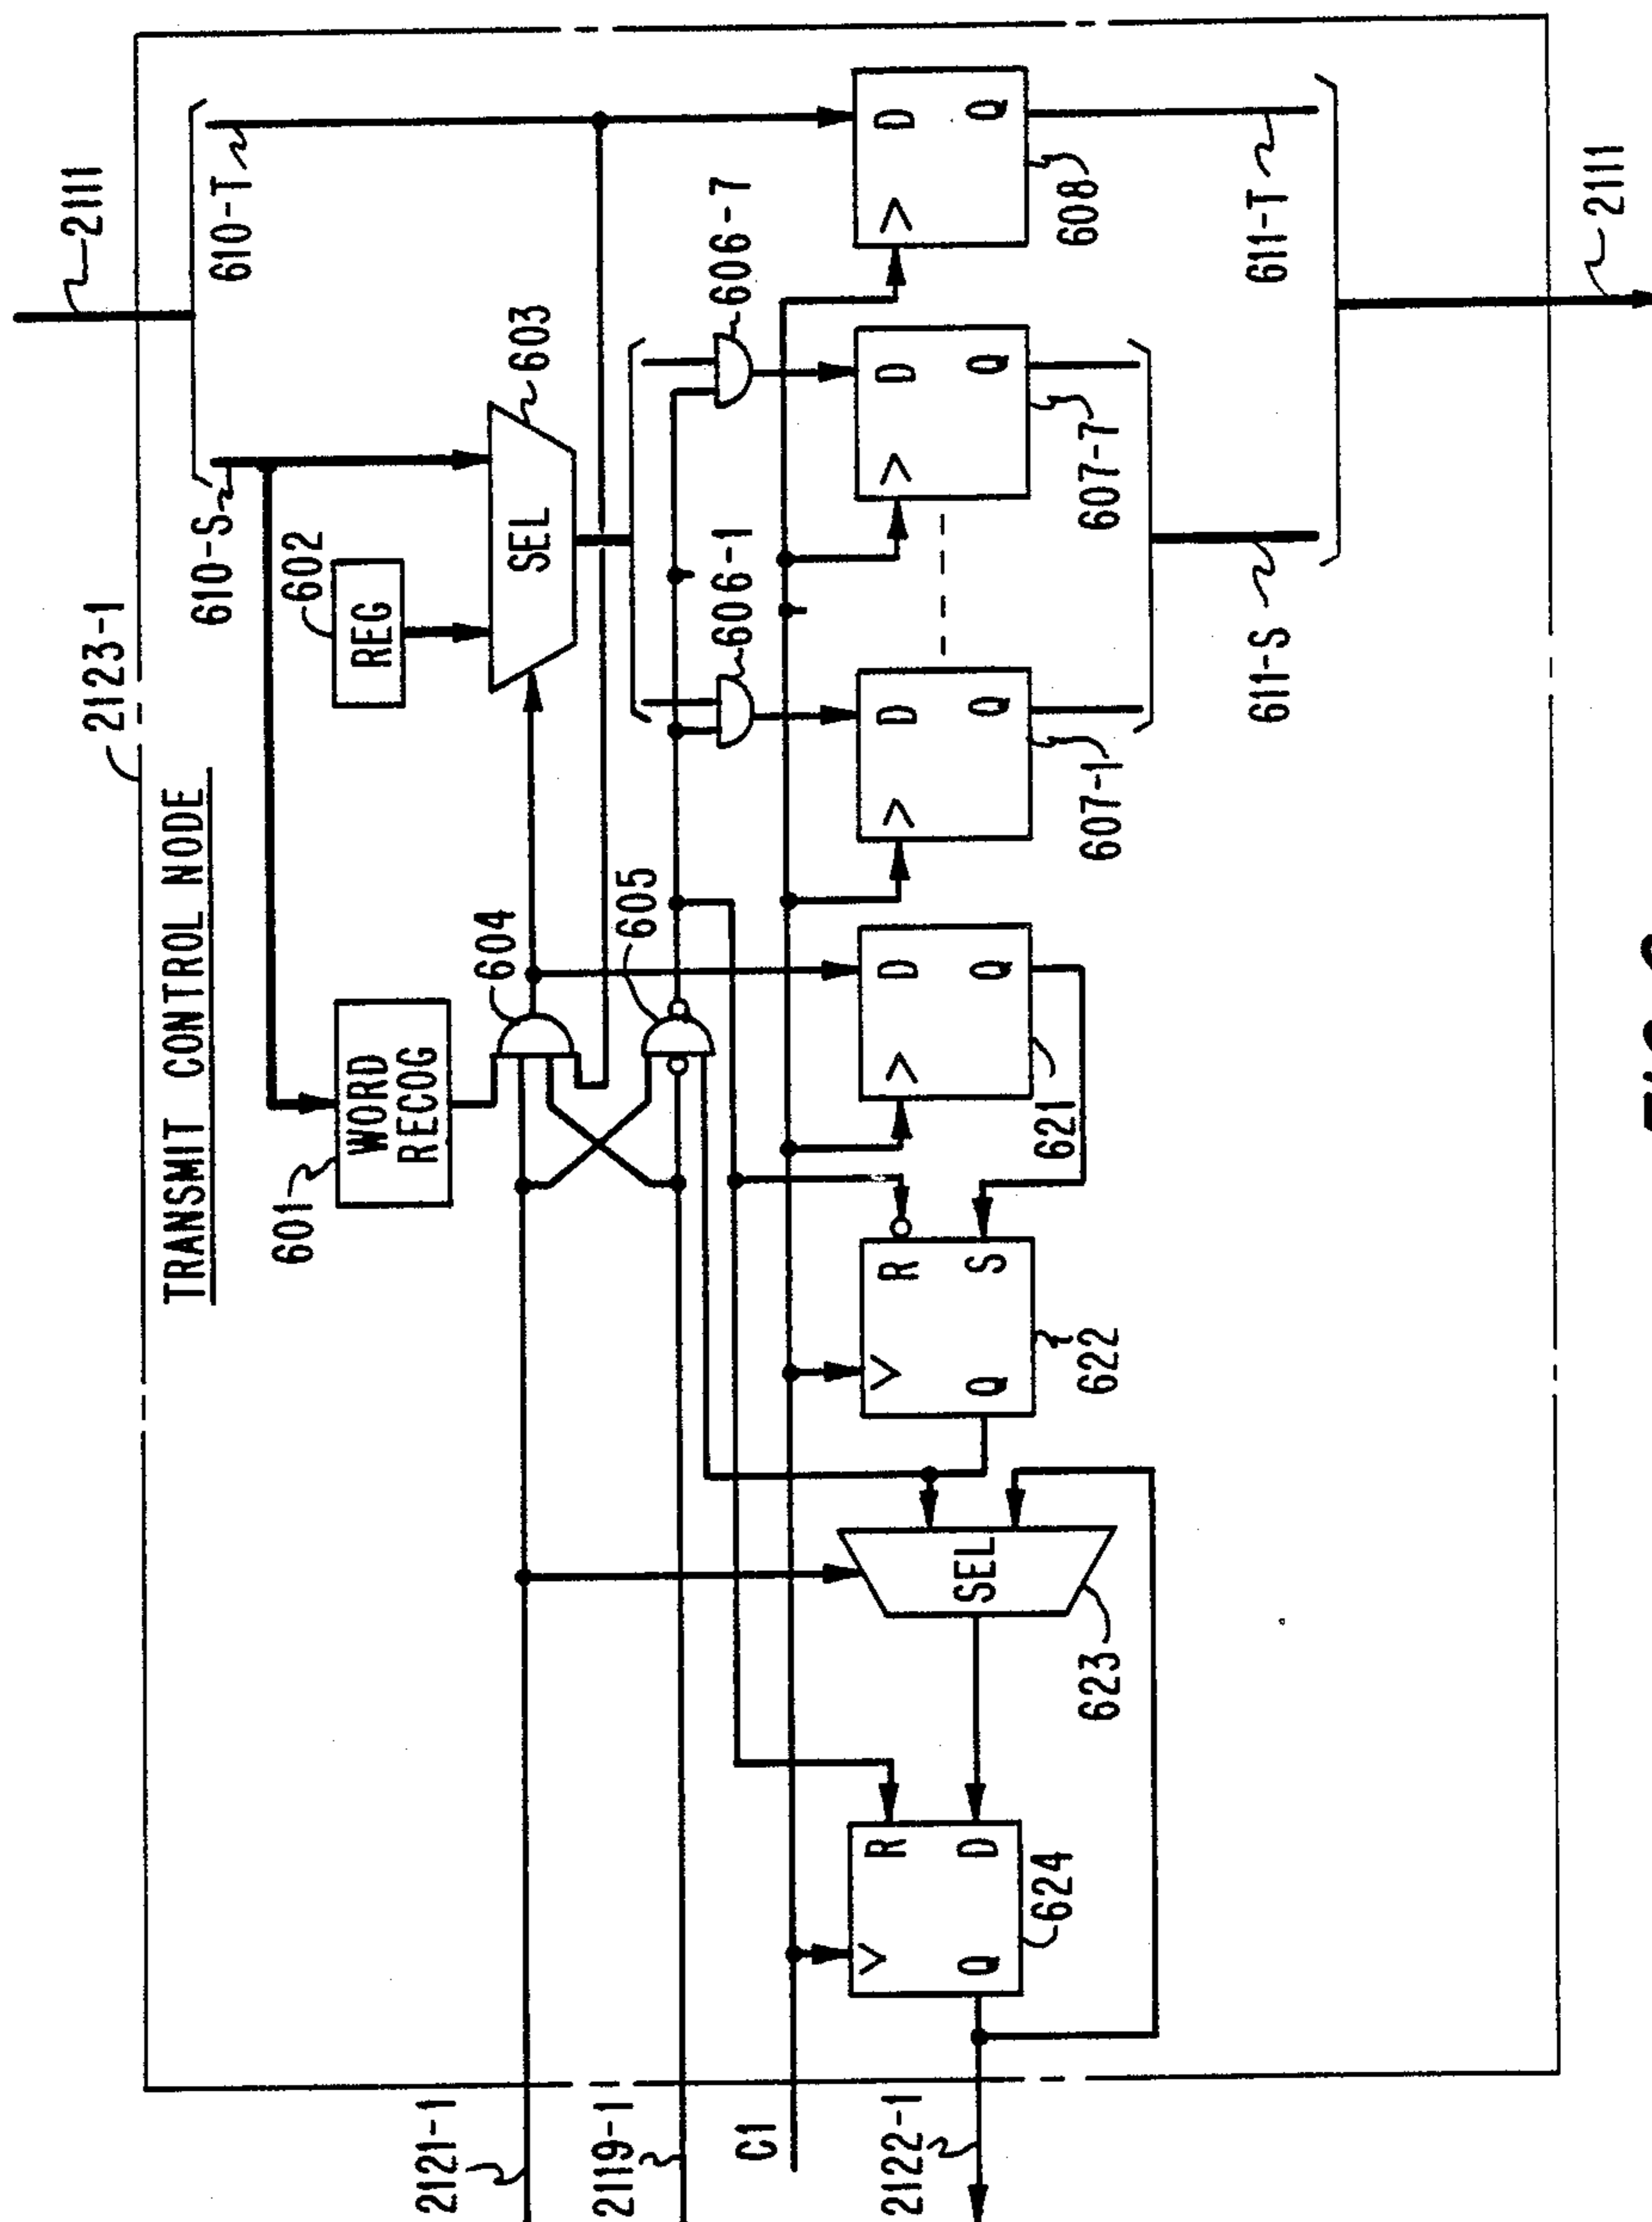 2123-1
TRANSMIT CONTROL NODE
2111
610-S
610-T
601
WORD
RECOG
602
REG
SEL
603
604
605
606-1
606-7
2121-1
2119-1
C1
2122-1
R
D
Q
624
SEL
623
R
S
Q
622
D
Q
621
D
Q
607-1
D
Q
607-7
D
Q
608
611-S
611-T
2111